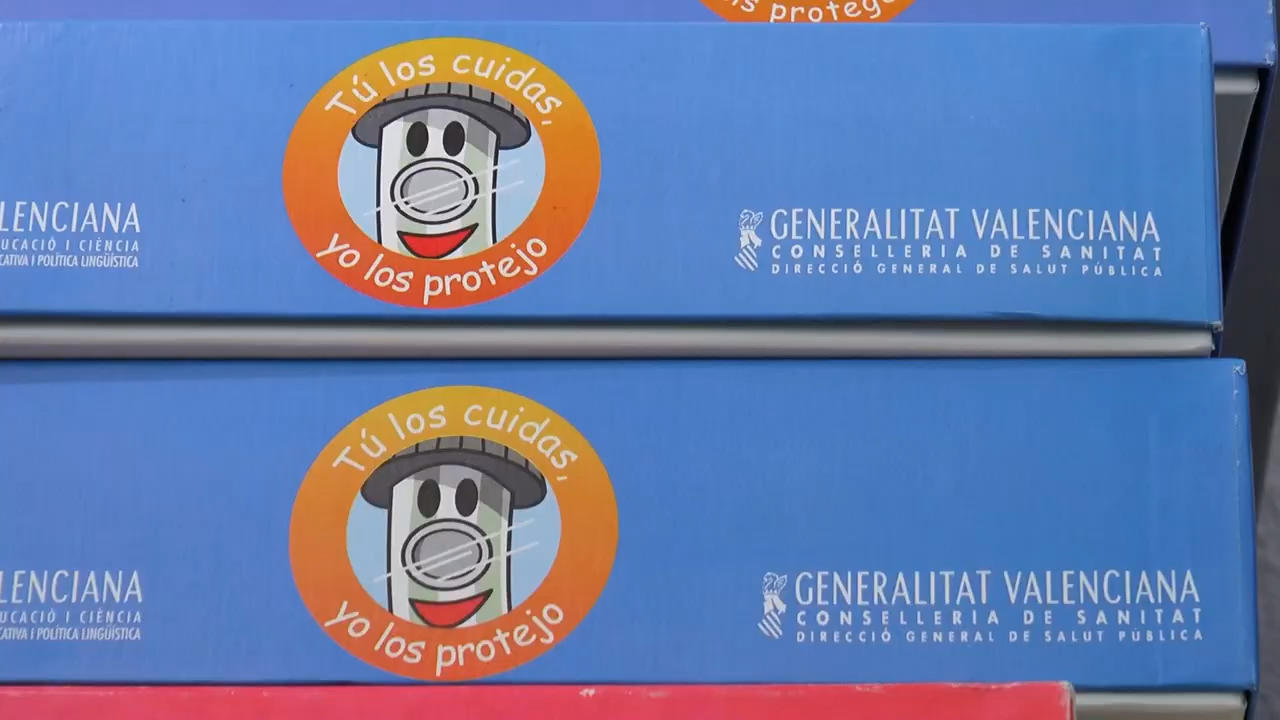 os protego
Tú los cuidas,
yo los protejo
LENCIANA
UCACIÓ I CIÈNCIA
CATIVA I POLÍTICA LINGÜÍSTICA
GENERALITAT VALENCIANA
CONSELLERIA DE SANITAT
DIRECCIÓ GENERAL DE SALUT PÚBLICA
Tú los cuidas,
yo los protejo
LENCIANA
UCACIÓ I CIÈNCIA
CATIVA I POLÍTICA LINGÜÍSTICA
GENERALITAT VALENCIANA
CONSELLERIA DE SANITAT
DIRECCIÓ GENERAL DE SALUT PÚBLICA